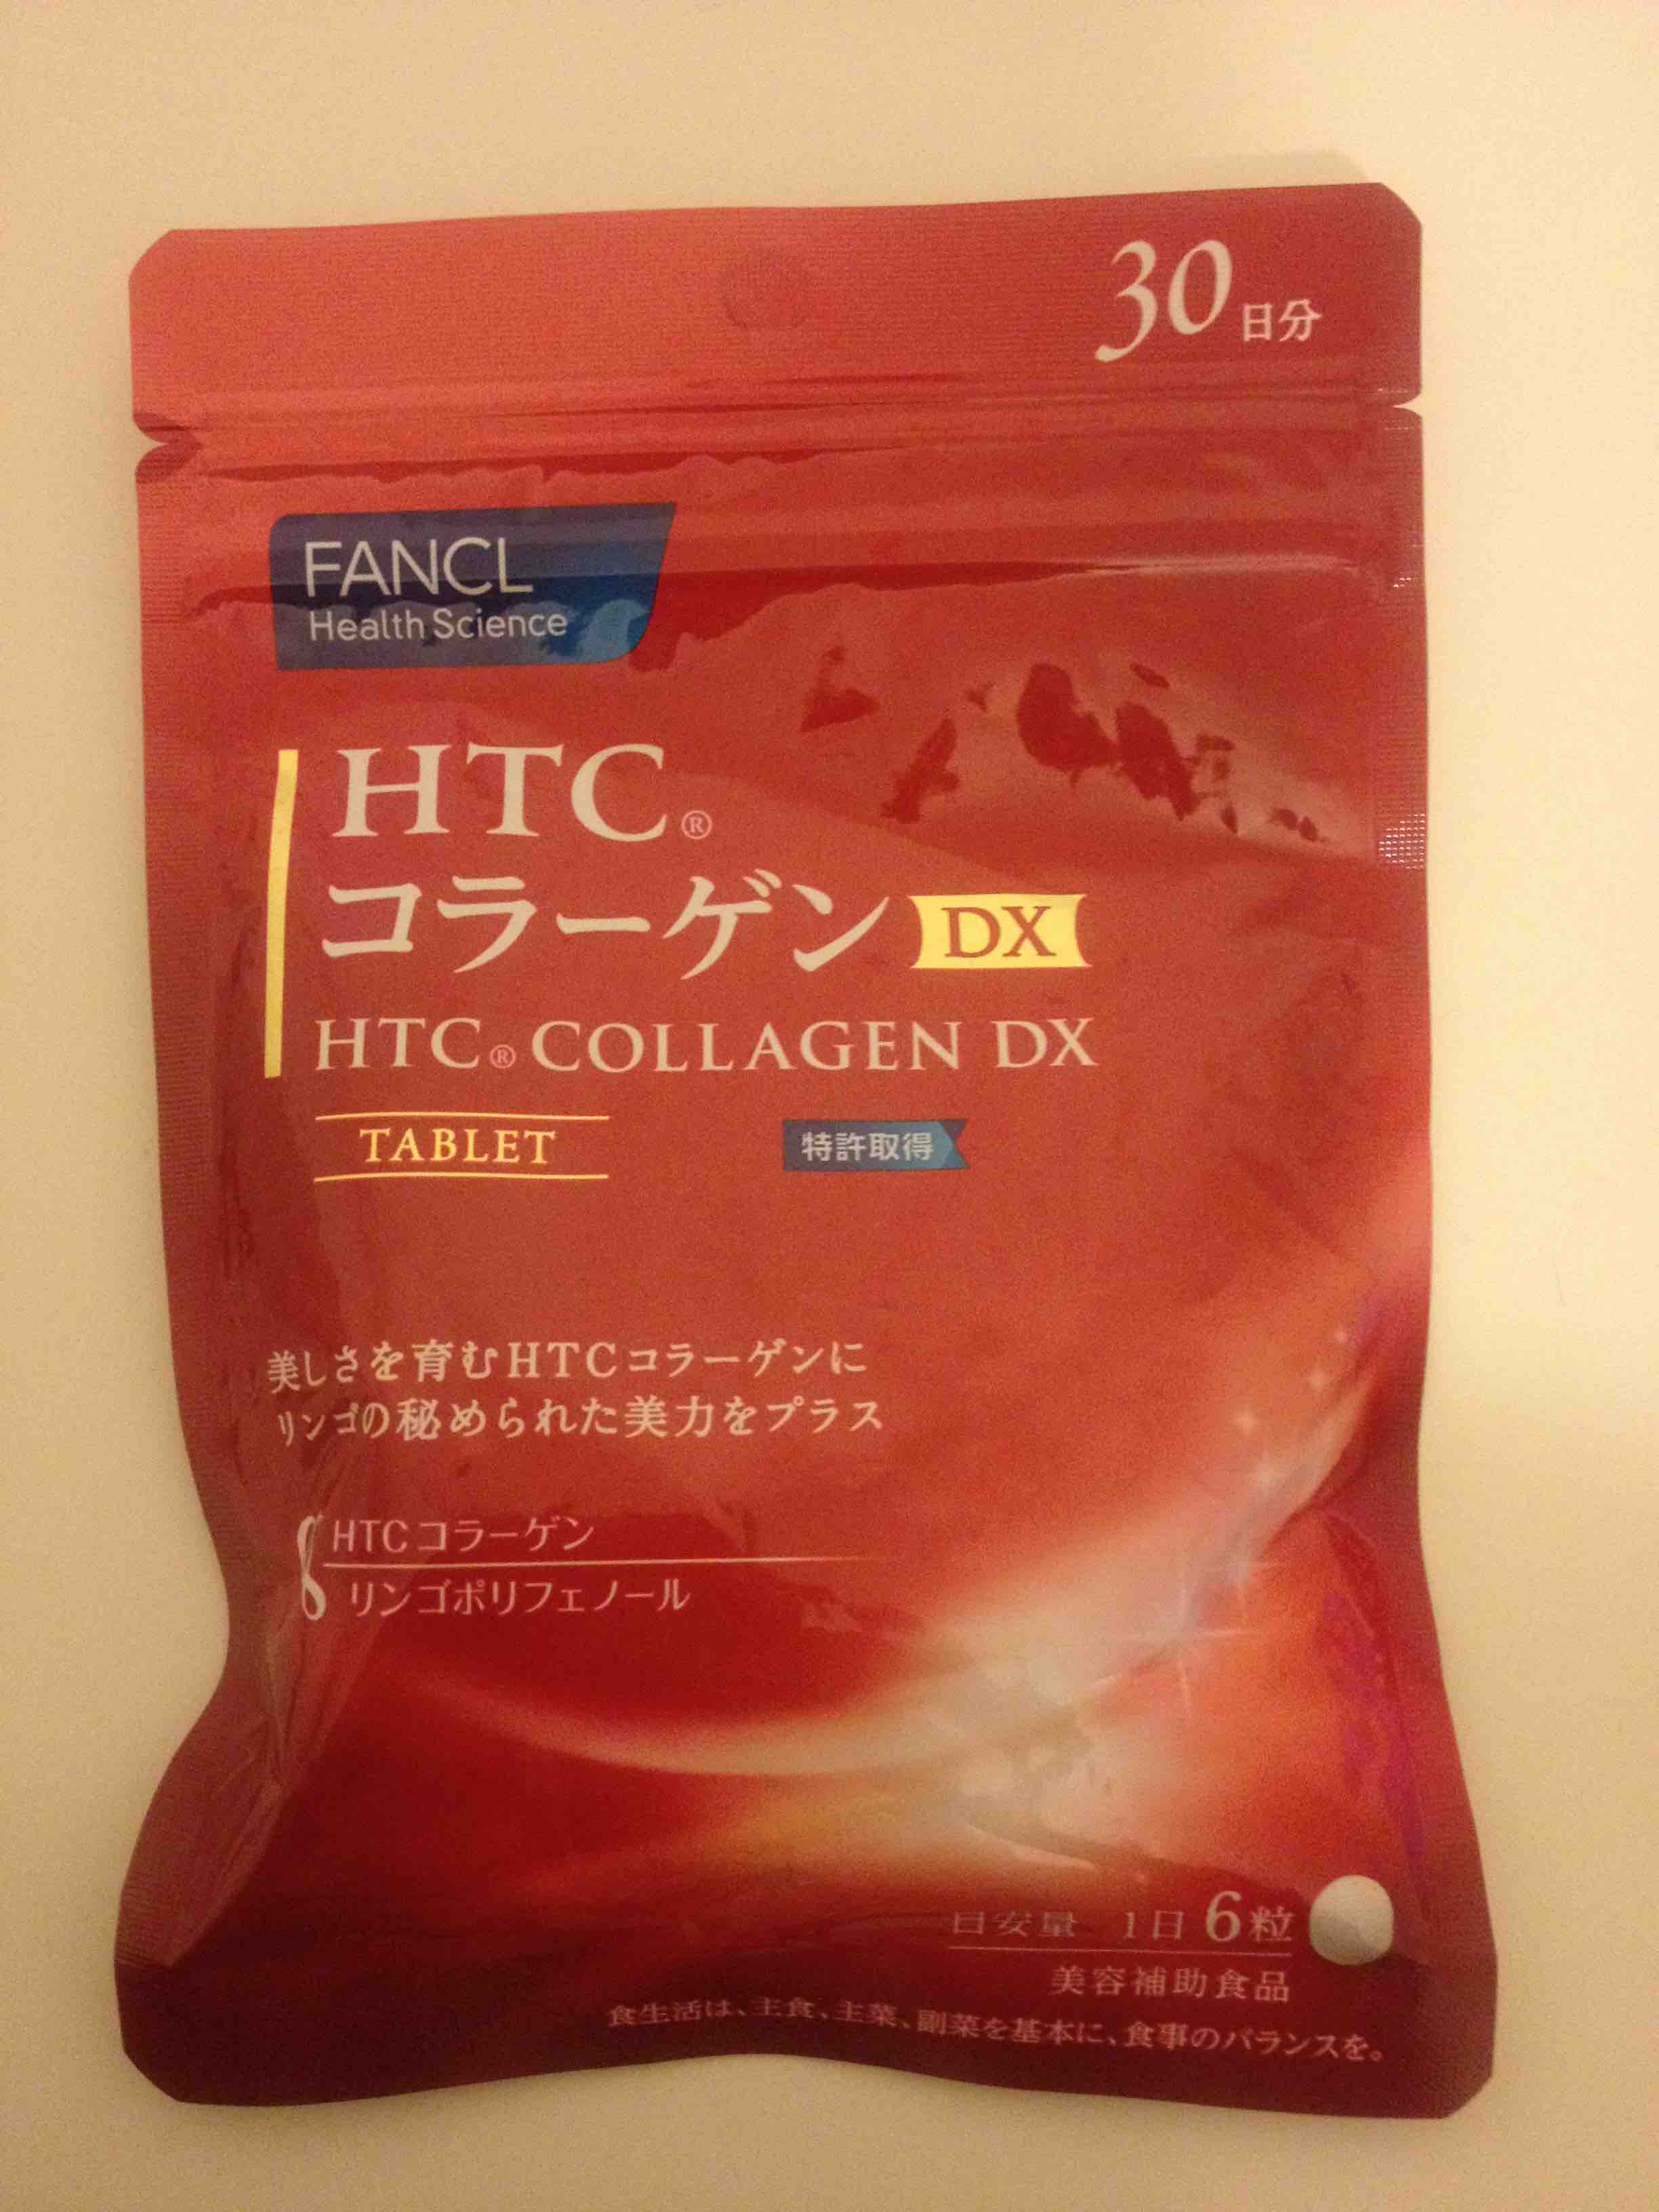 30日分
FANCL
Health Science
HTC®
コラーゲン DX
HTC® COLLAGEN DX
TABLET
特許取得
美しさを育むHTCコラーゲンに
リンゴの秘められた美力をプラス
HTCコラーゲン
リンゴポリフェノール
目安量 1日 6粒
美容補助食品
食生活は、主食、主菜、副菜を基本に、食事のバランスを。